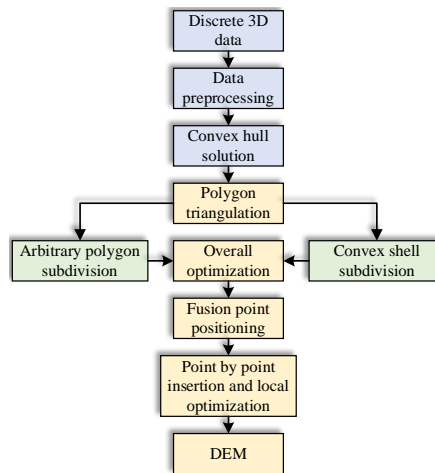 Discrete 3D
data
Data
preprocessing
Convex hull
solution
Polygon
triangulation
Arbitrary polygon
subdivision
Overall
optimization
Convex shell
subdivision
Fusion point
positioning
Point by point
insertion and local
optimization
DEM